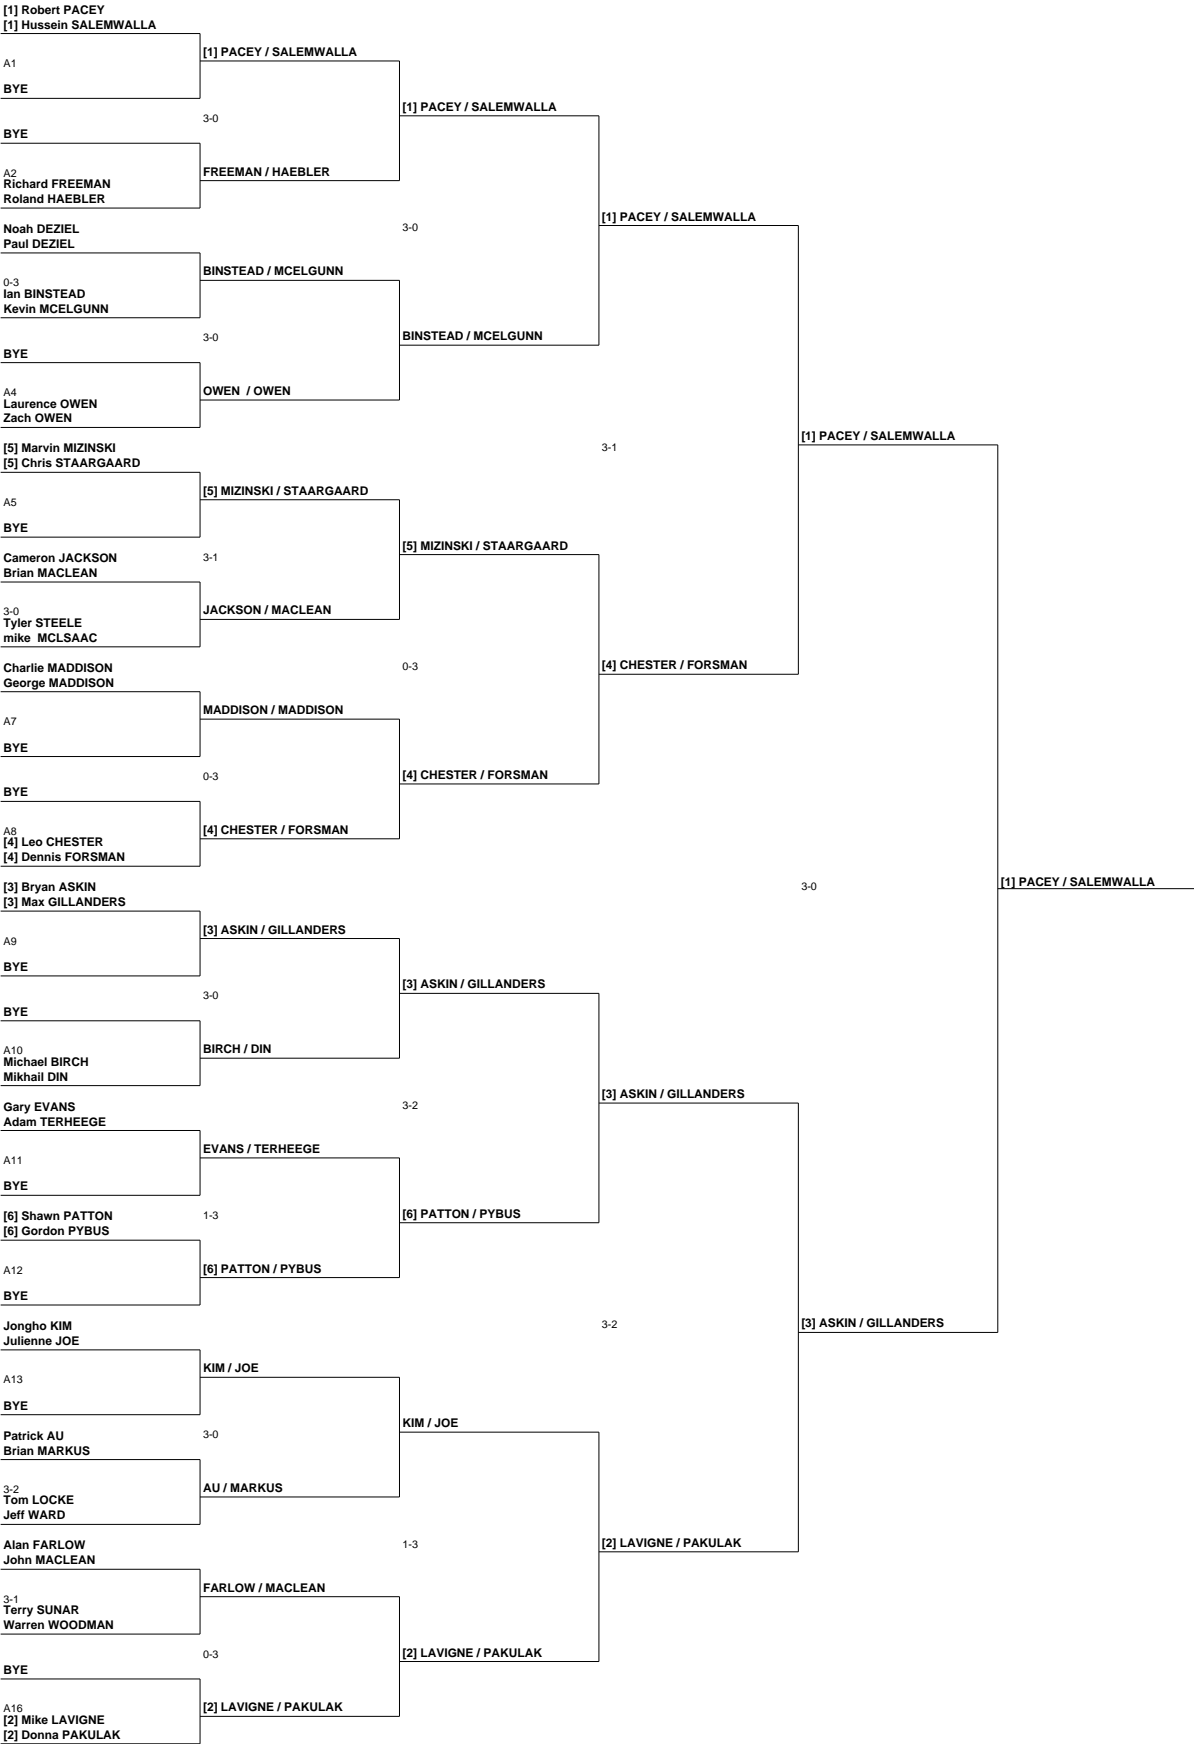 [1] Robert PACEY
[1] Hussein SALEMWALLA
[1] PACEY / SALEMWALLA
A1
BYE
[1] PACEY / SALEMWALLA
3-0
BYE
FREEMAN / HAEBLER
A2
Richard FREEMAN
Roland HAEBLER
[1] PACEY / SALEMWALLA
Noah DEZIEL
3-0
Paul DEZIEL
BINSTEAD / MCELGUNN
0-3
Ian BINSTEAD
Kevin MCELGUNN
3-0
BINSTEAD / MCELGUNN
BYE
OWEN  / OWEN
A4
Laurence OWEN
Zach OWEN
[1] PACEY / SALEMWALLA
[5] Marvin MIZINSKI
3-1
[5] Chris STAARGAARD
[5] MIZINSKI / STAARGAARD
A5
BYE
[5] MIZINSKI / STAARGAARD
Cameron JACKSON
3-1
Brian MACLEAN
JACKSON / MACLEAN
3-0
Tyler STEELE
mike  MCLSAAC
Charlie MADDISON
0-3
[4] CHESTER / FORSMAN
George MADDISON
MADDISON / MADDISON
A7
BYE
0-3
[4] CHESTER / FORSMAN
BYE
[4] CHESTER / FORSMAN
A8
[4] Leo CHESTER
[4] Dennis FORSMAN
[1] PACEY / SALEMWALLA
[3] Bryan ASKIN
3-0
[3] Max GILLANDERS
[3] ASKIN / GILLANDERS
A9
BYE
[3] ASKIN / GILLANDERS
3-0
BYE
BIRCH / DIN
A10
Michael BIRCH
Mikhail DIN
[3] ASKIN / GILLANDERS
Gary EVANS
3-2
Adam TERHEEGE
EVANS / TERHEEGE
A11
BYE
[6] Shawn PATTON
1-3
[6] PATTON / PYBUS
[6] Gordon PYBUS
[6] PATTON / PYBUS
A12
BYE
Jongho KIM
3-2
[3] ASKIN / GILLANDERS
Julienne JOE
KIM / JOE
A13
BYE
KIM / JOE
Patrick AU
3-0
Brian MARKUS
AU / MARKUS
3-2
Tom LOCKE
Jeff WARD
Alan FARLOW
1-3
[2] LAVIGNE / PAKULAK
John MACLEAN
FARLOW / MACLEAN
3-1
Terry SUNAR
Warren WOODMAN
0-3
[2] LAVIGNE / PAKULAK
BYE
[2] LAVIGNE / PAKULAK
A16
[2] Mike LAVIGNE
[2] Donna PAKULAK